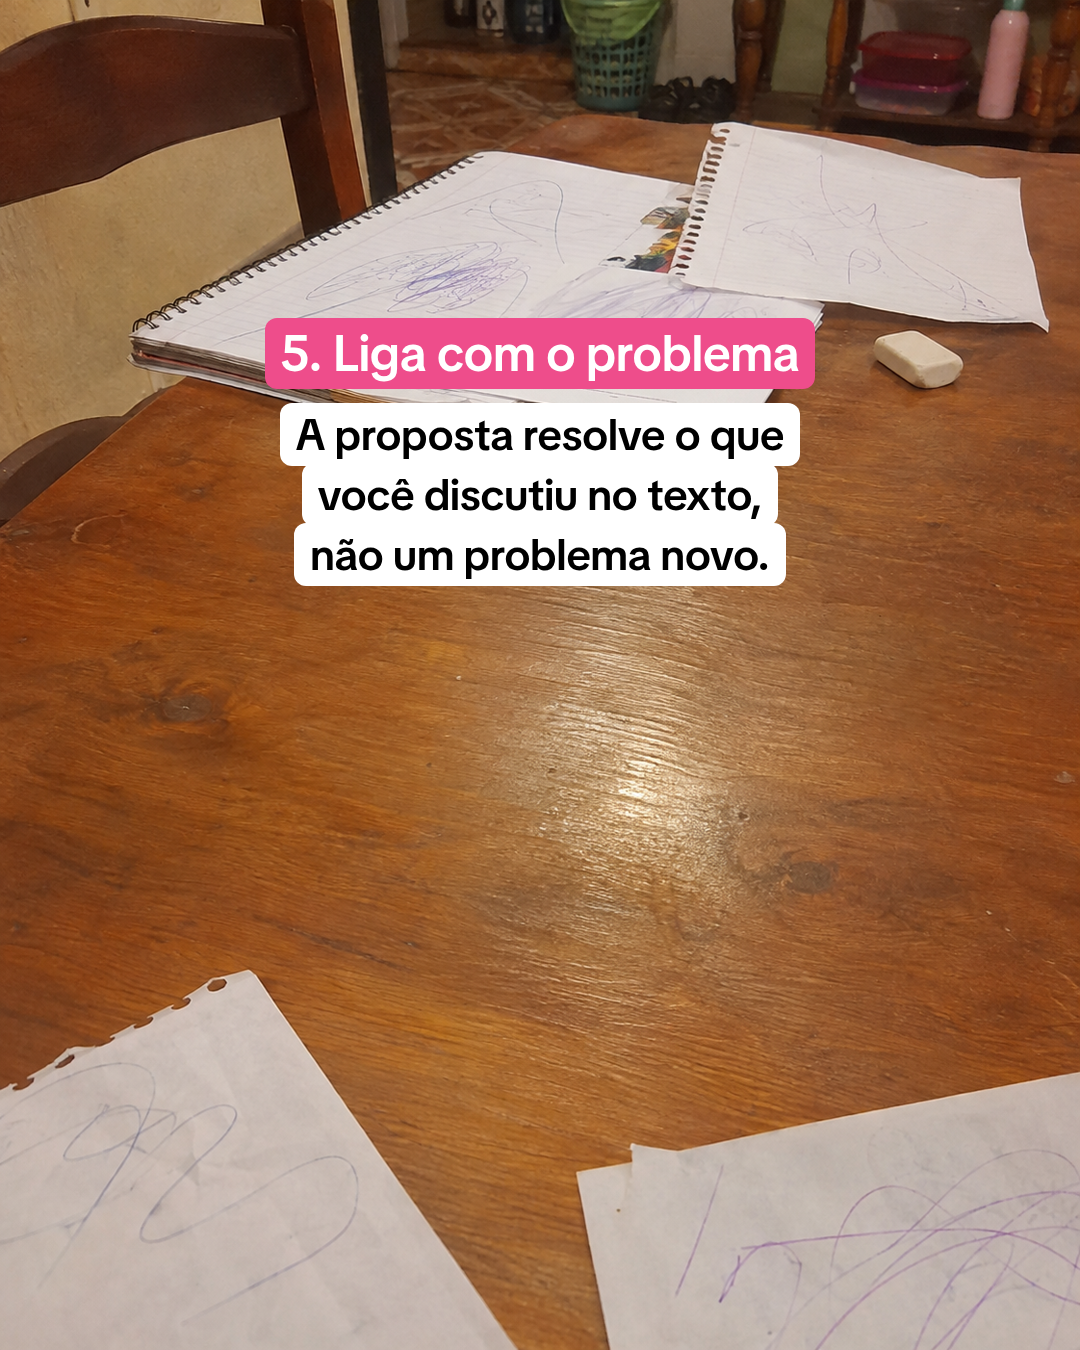 5. Liga com o problema
A proposta resolve o que
você discutiu no texto,
não um problema novo.